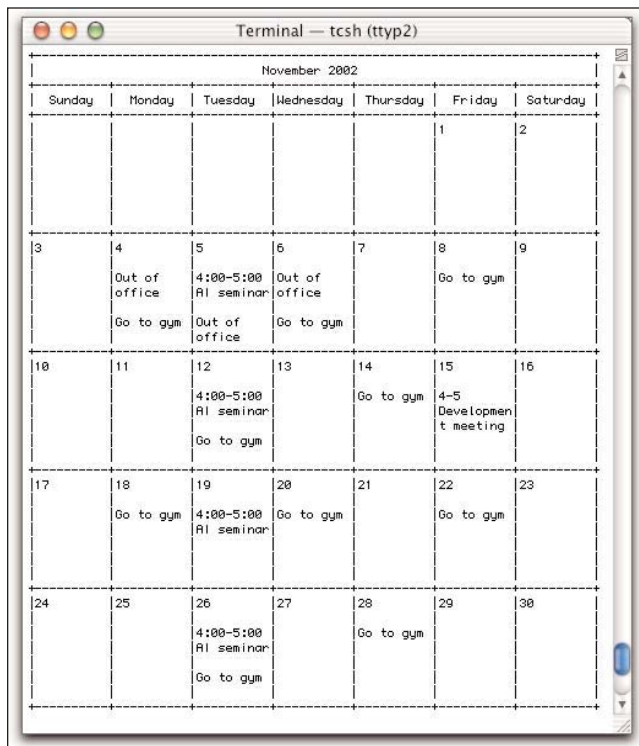 Terminal — tcsh (ttyp2)
November 2002
Sunday | Monday | Tuesday |Wednesday | Thursday | Friday | Saturday
1 2
3 4 5 6 7 8 9
Out of 4:00-5:00 Out of Go to gym
office AI seminar office
Go to gym Out of Go to gym
office
10 11 12 13 14 15 16
4:00-5:00 Go to gym 4-5
AI seminar Developmen
t meeting
Go to gym
17 18 19 20 21 22 23
Go to gym 4:00-5:00 Go to gym Go to gym
AI seminar
24 25 26 27 28 29 30
4:00-5:00 Go to gym
AI seminar
Go to gym